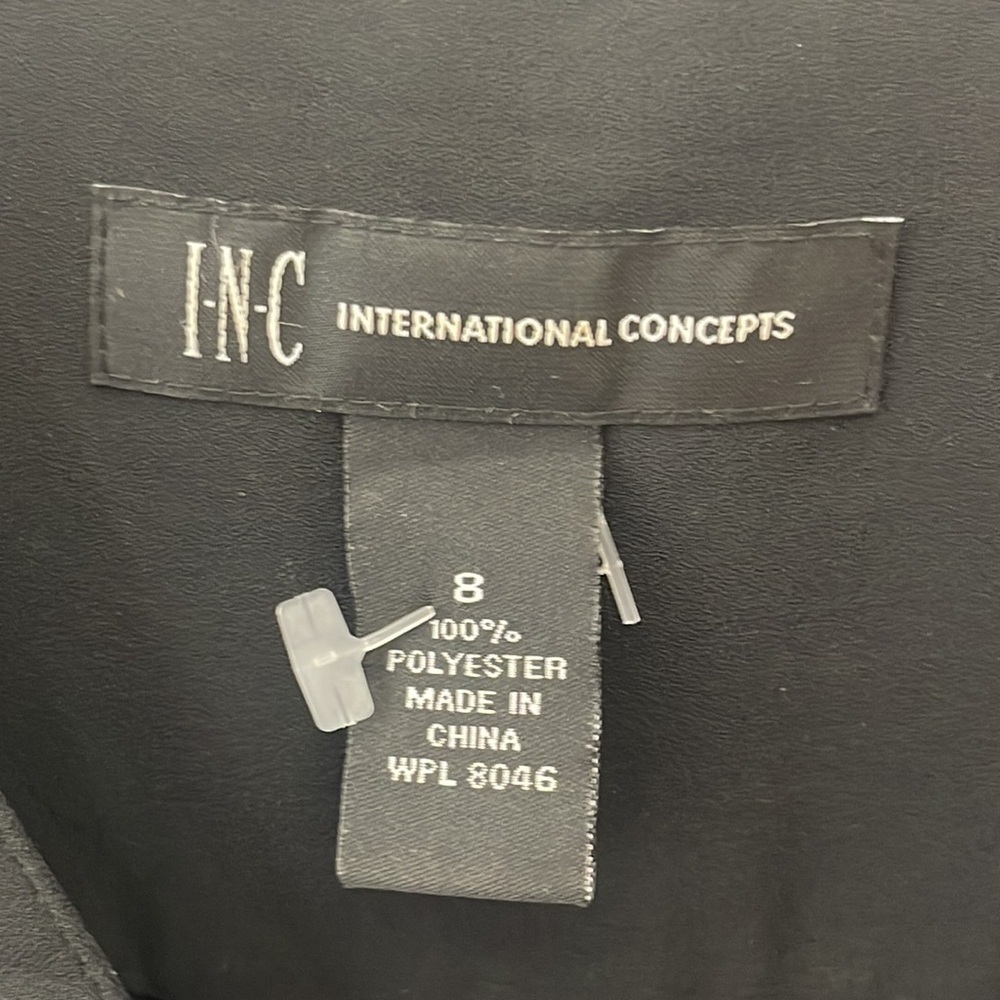 I-N-C INTERNATIONAL CONCEPTS
8
100%
POLYESTER
MADE IN
CHINA
WPL 8046